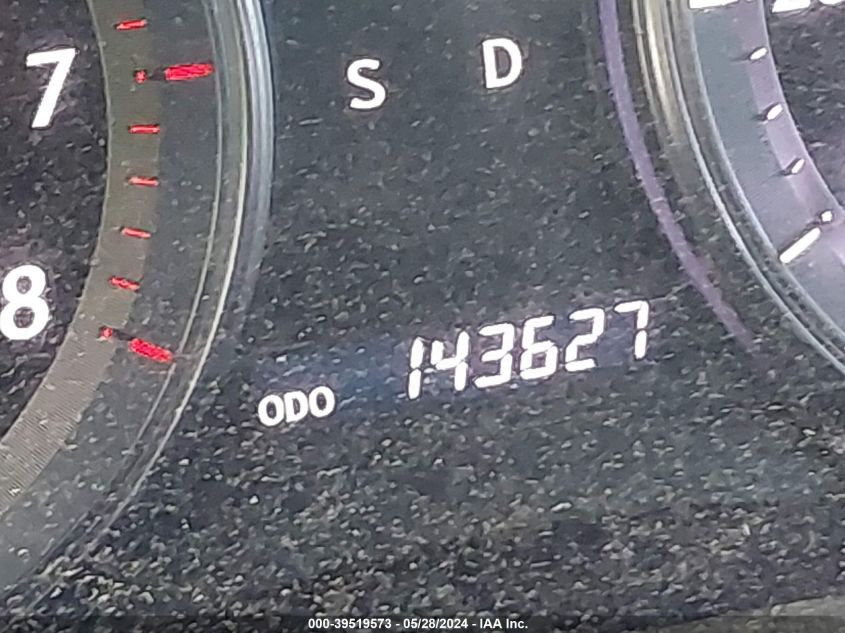 7
S D
8
ODO 143627
000-39519573 - 05/28/2024 - IAA Inc.